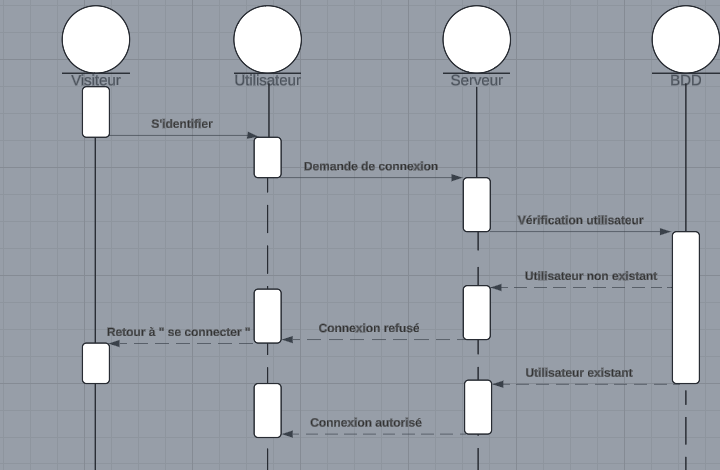 Visiteur
Utilisateur
Serveur
BDD
S'identifier
Demande de connexion
Vérification utilisateur
Utilisateur non existant
Connexion refusé
Retour à " se connecter "
Utilisateur existant
Connexion autorisé